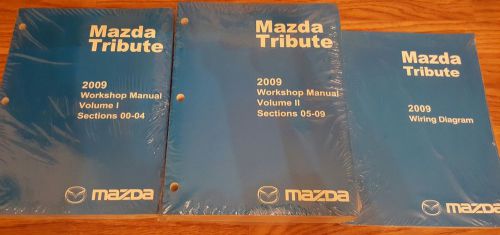 Mazda
Tribute
2009
Workshop Manual
Volume I
Sections 00-04
mazda
Mazda
Tribute
2009
Workshop Manual
Volume II
Sections 05-09
mazda
Mazda
Tribute
2009
Wiring Diagram
mazda